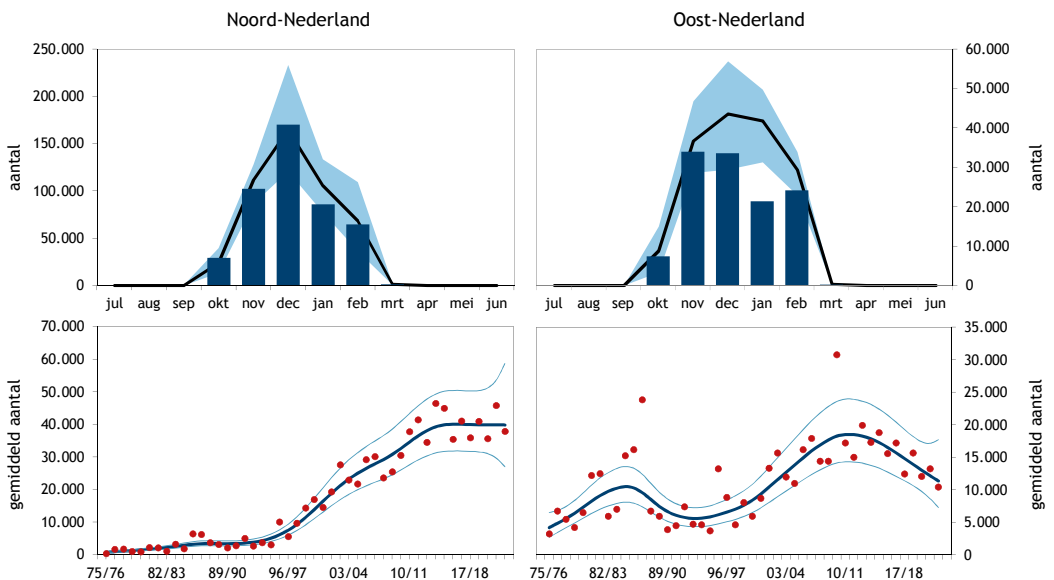 Noord-Nederland
Oost-Nederland
250.000
200.000
150.000
100.000
50.000
0
aantal
jul aug sep okt nov dec jan feb mrt apr mei jun
60.000
50.000
40.000
30.000
20.000
10.000
0
aantal
jul aug sep okt nov dec jan feb mrt apr mei jun
70.000
60.000
50.000
40.000
30.000
20.000
10.000
0
gemiddeld aantal
75/76 82/83 89/90 96/97 03/04 10/11 17/18
35.000
30.000
25.000
20.000
15.000
10.000
5.000
0
gemiddeld aantal
75/76 82/83 89/90 96/97 03/04 10/11 17/18